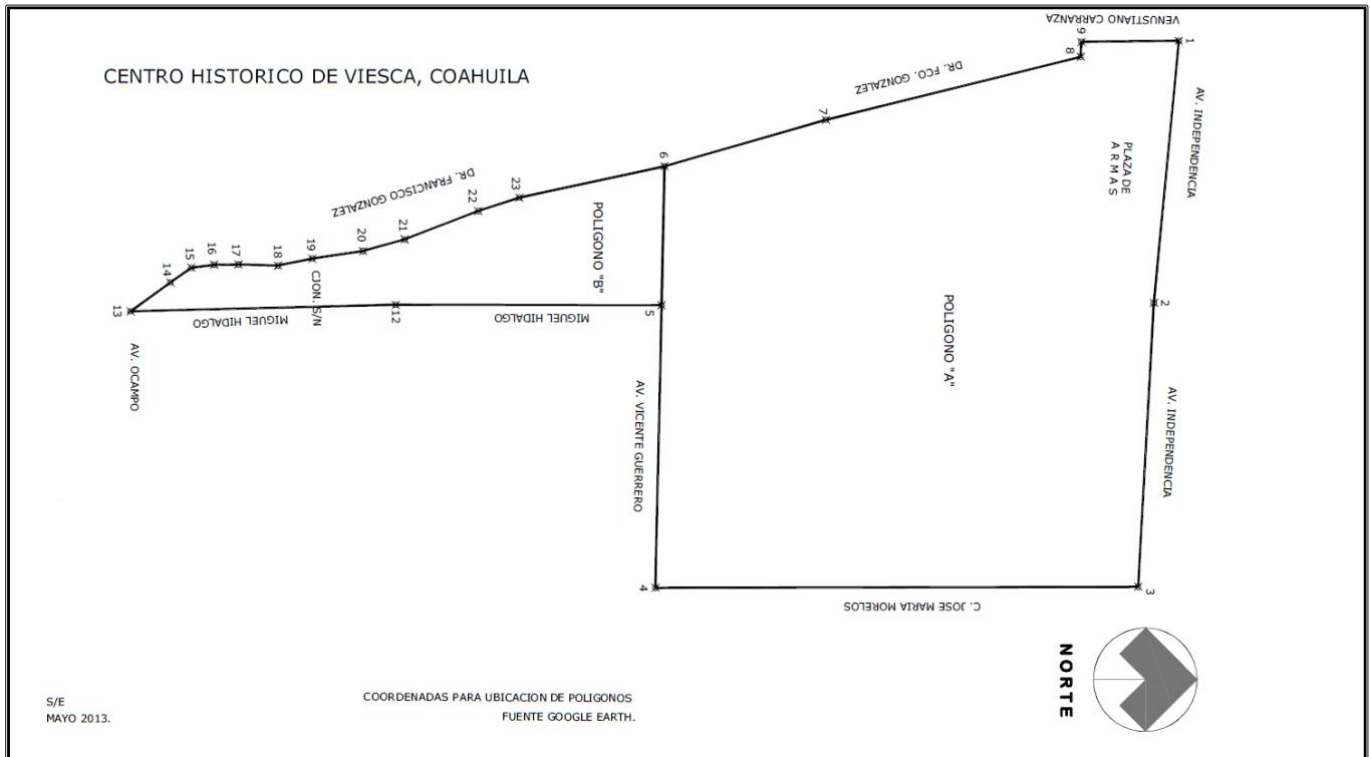 CENTRO HISTORICO DE VIESCA, COAHUILA
VENUSTIANO CARRANZA
9
1
8
DR. FCO. GONZALEZ
AV. INDEPENDENCIA
7
PLAZA DE
A R M A S
6
DR. FRANCISCO GONZALEZ
23
22
POLIGONO "B"
21
20
19
18
17
16
15
14
CJON. S/N
13
MIGUEL HIDALGO
12
MIGUEL HIDALGO
5
2
POLIGONO "A"
AV. OCAMPO
AV. VICENTE GUERRERO
AV. INDEPENDENCIA
4
3
C. JOSE MARIA MORELOS
NORTE
S/E
MAYO 2013.
COORDENADAS PARA UBICACION DE POLIGONOS
FUENTE GOOGLE EARTH.